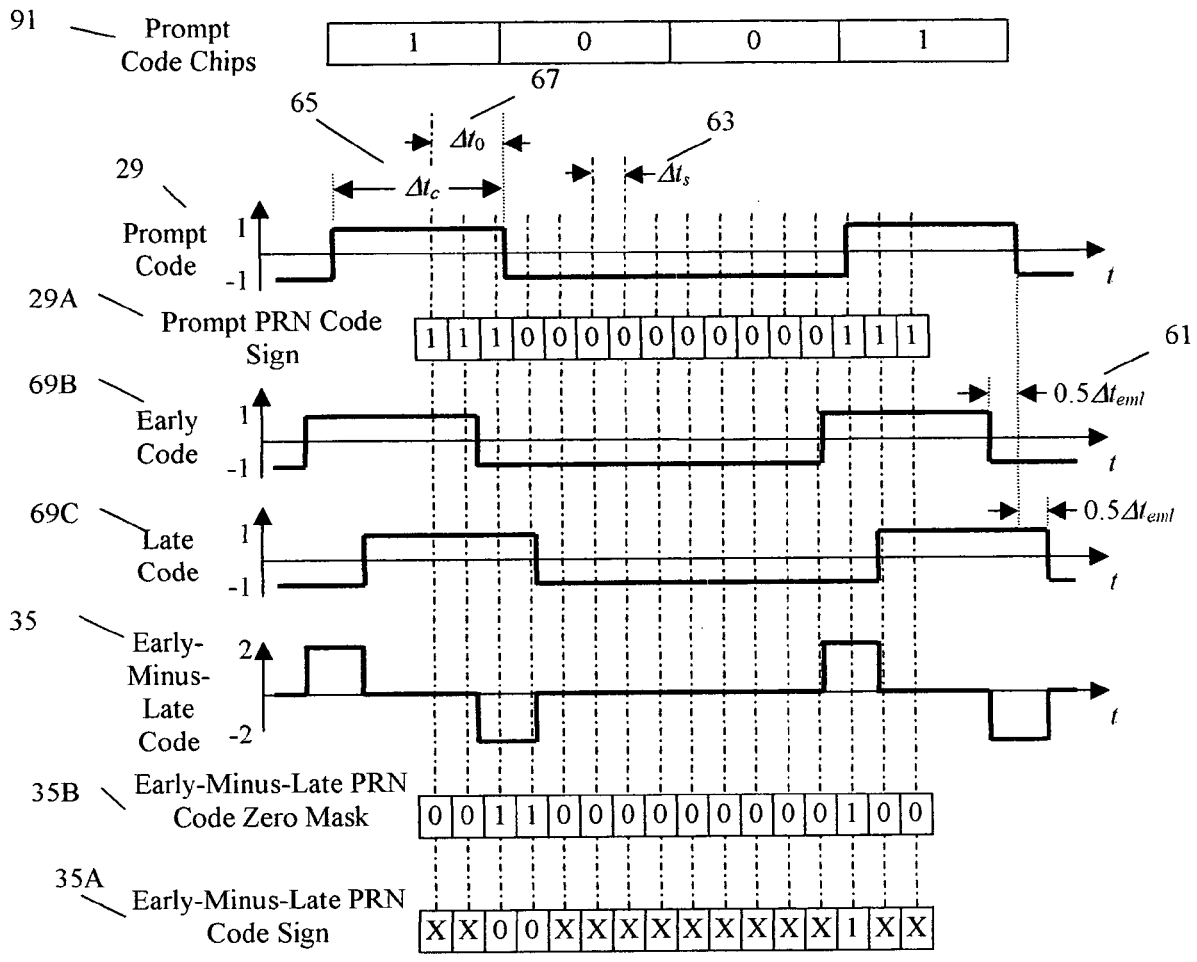 91
Prompt
Code Chips
1 0 0 1
67
65
63
Δt0
Δts
Δtc
29
Prompt
Code
1
-1
t
29A
Prompt PRN Code
Sign
1 1 1 0 0 0 0 0 0 0 0 0 0 1 1 1
61
69B
Early
Code
1
-1
t
0.5Δteml
69C
Late
Code
1
-1
t
0.5Δteml
35
Early-
Minus-
Late
Code
2
-2
t
35B
Early-Minus-Late PRN
Code Zero Mask
0 0 1 1 0 0 0 0 0 0 0 0 0 1 0 0
35A
Early-Minus-Late PRN
Code Sign
X X 0 0 X X X X X X X X X 1 X X